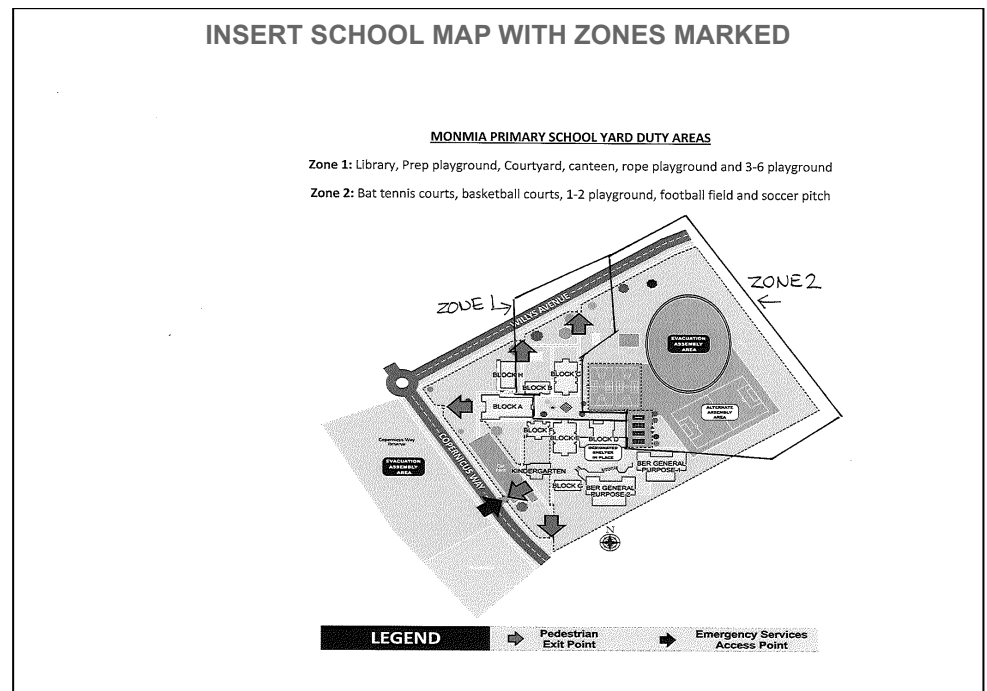 INSERT SCHOOL MAP WITH ZONES MARKED
MONMIA PRIMARY SCHOOL YARD DUTY AREAS
Zone 1: Library, Prep playground, Courtyard, canteen, rope playground and 3-6 playground
Zone 2: Bat tennis courts, basketball courts, 1-2 playground, football field and soccer pitch
ZONE 1
ZONE 2
WILLYS AVENUE
EVACUATION
ASSEMBLY
AREA
BLOCK H
BLOCK C
BLOCK B
BLOCK A
ALTERNATE
ASSEMBLY
AREA
BLOCK F
BLOCK D
Copernicus Way
Reserve
DESIGNATED
SHELTER
IN PLACE
EVACUATION
ASSEMBLY
AREA
COPERNICUS WAY
KINDERGARTEN
BER GENERAL
PURPOSE 1
BLOCK G
BER GENERAL
PURPOSE 2
N
LEGEND
Pedestrian
Exit Point
Emergency Services
Access Point